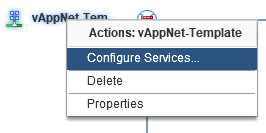 vAppNet-Tem
Actions: vAppNet-Template
Configure Services...
Delete
Properties